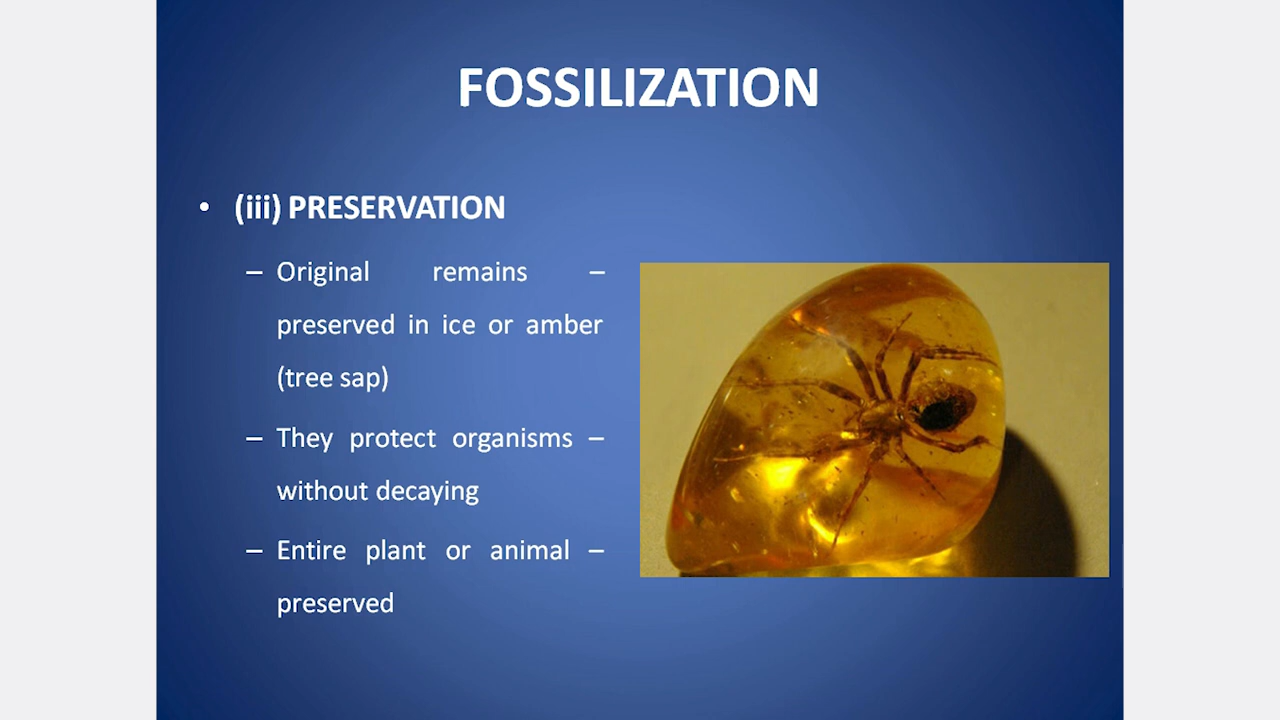 FOSSILIZATION
• (iii) PRESERVATION
– Original remains –
preserved in ice or amber
(tree sap)
– They protect organisms –
without decaying
– Entire plant or animal –
preserved